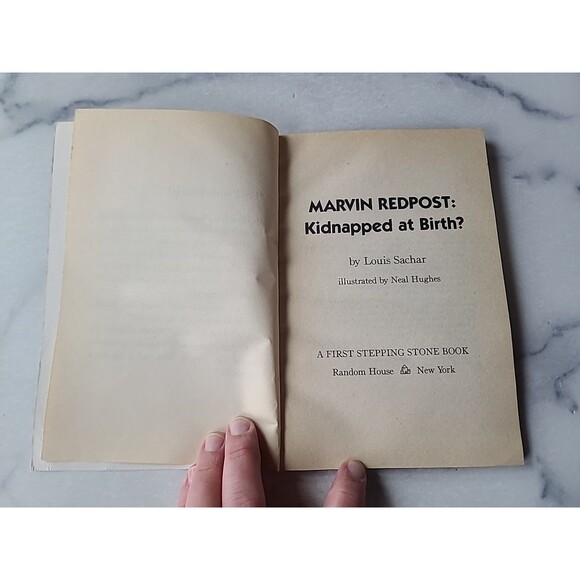 MARVIN REDPOST:
Kidnapped at Birth?
by Louis Sachar
illustrated by Neal Hughes
A FIRST STEPPING STONE BOOK
Random House New York